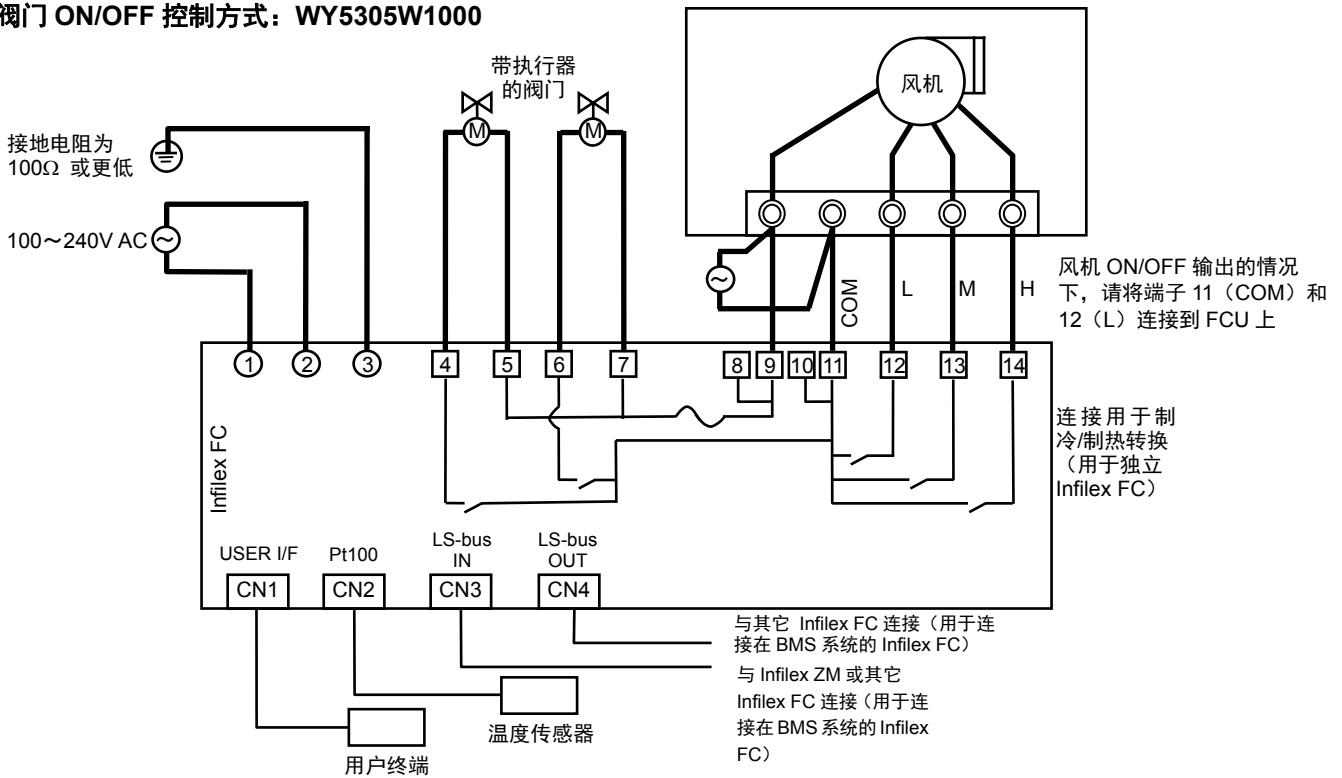 阀门 ON/OFF 控制方式：WY5305W1000
带执行器
的阀门
风机
接地电阻为
100Ω 或更低
M
M
100～240V AC
COM
L
M
H
风机 ON/OFF 输出的情况
下，请将端子 11（COM）和
12（L）连接到 FCU 上
1
2
3
4
5
6
7
8
9
10
11
12
13
14
Infilex FC
连接用于制
冷/制热转换
（用于独立
Infilex FC）
USER I/F
Pt100
LS-bus
IN
LS-bus
OUT
CN1
CN2
CN3
CN4
与其它 Infilex FC 连接（用于连
接在 BMS 系统的 Infilex FC）
与 Infilex ZM 或其它
Infilex FC 连接（用于连
接在 BMS 系统的 Infilex
FC）
温度传感器
用户终端